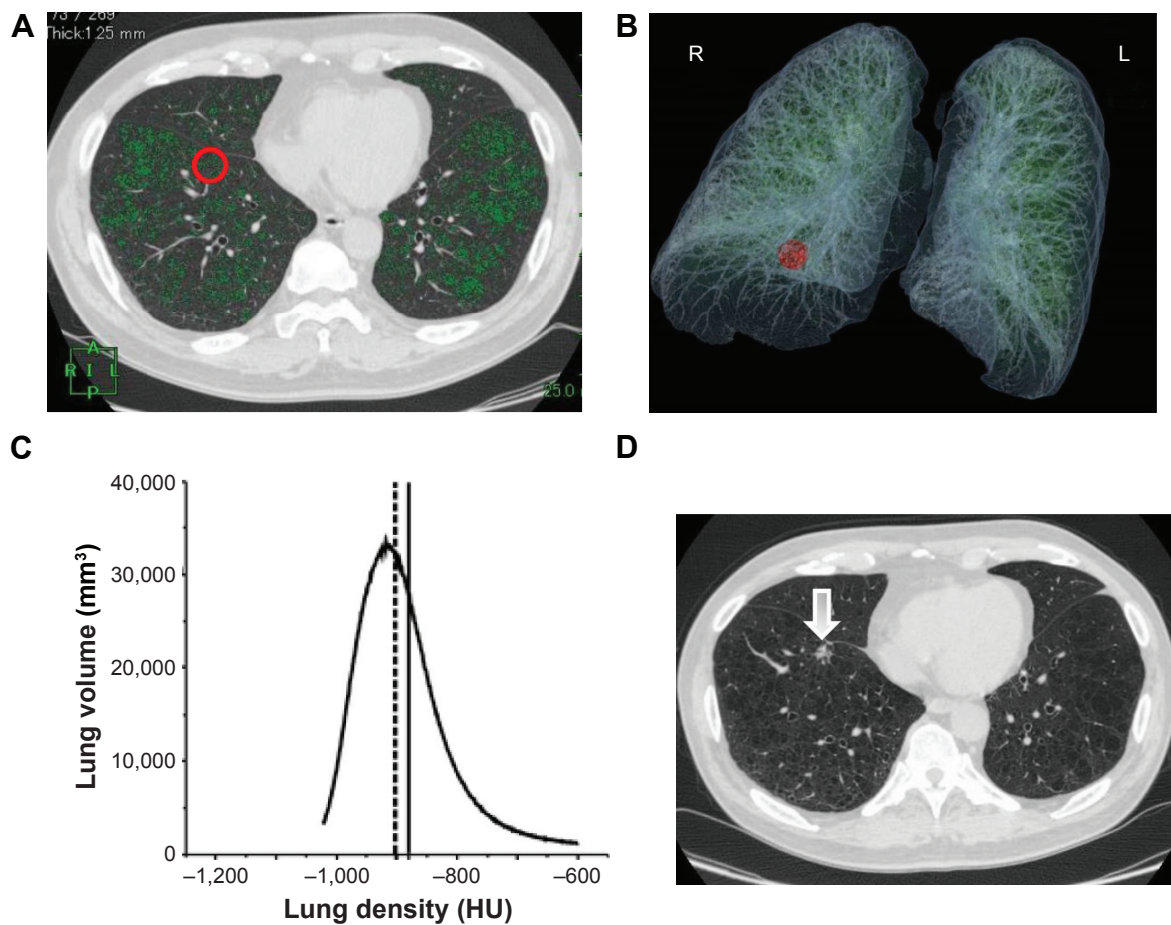 A
73 / 269
Thick:1.25 mm
A
R I L
P
25.0
B
R
L
C
40,000
30,000
20,000
10,000
0
–1,200
–1,000
–800
–600
Lung volume (mm³)
Lung density (HU)
D